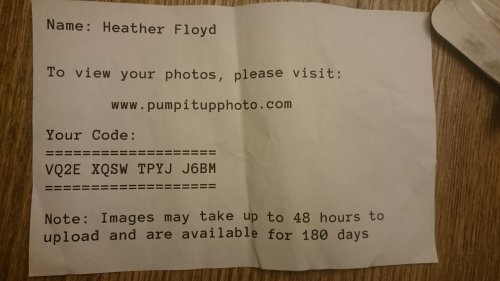 Name: Heather Floyd
To view your photos, please visit:
www.pumpitupphoto.com
Your Code:
===================
VQ2E XQSW TPYJ J6BM
===================
Note: Images may take up to 48 hours to
upload and are available for 180 days